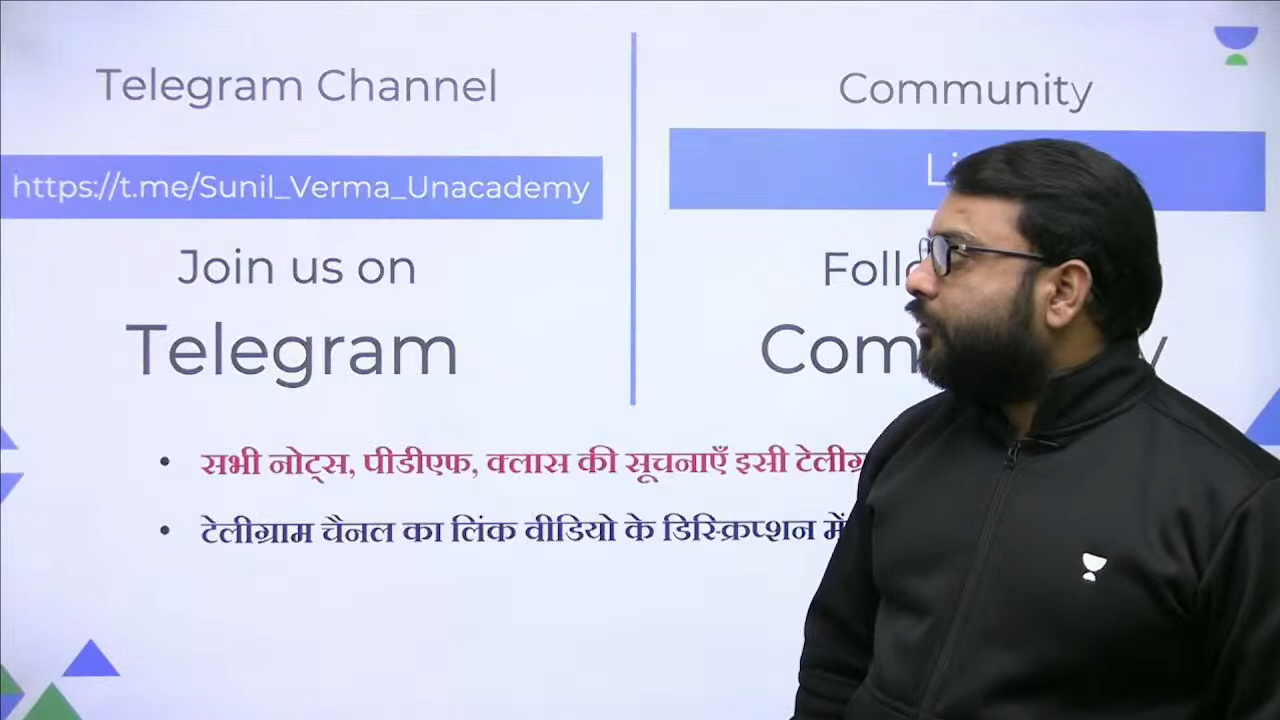 Telegram Channel
https://t.me/Sunil_Verma_Unacademy
Join us on
Telegram
Community
• सभी नोट्स, पीडीएफ, क्लास की सूचनाएँ इसी
• टेलीग्राम चैनल का लिंक वीडियो के डिस्क्रिप्शन में